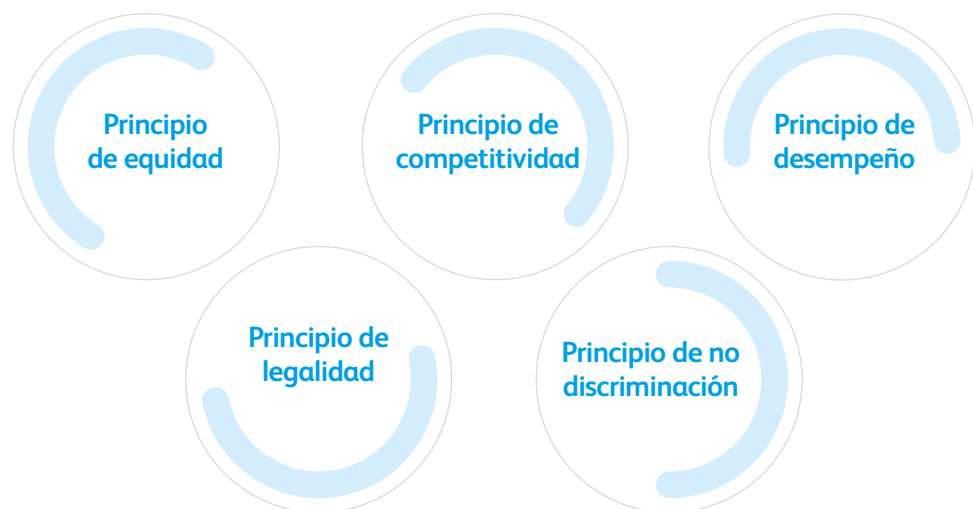 Principio
de equidad
Principio de
competitividad
Principio de
desempeño
Principio de
legalidad
Principio de no
discriminación